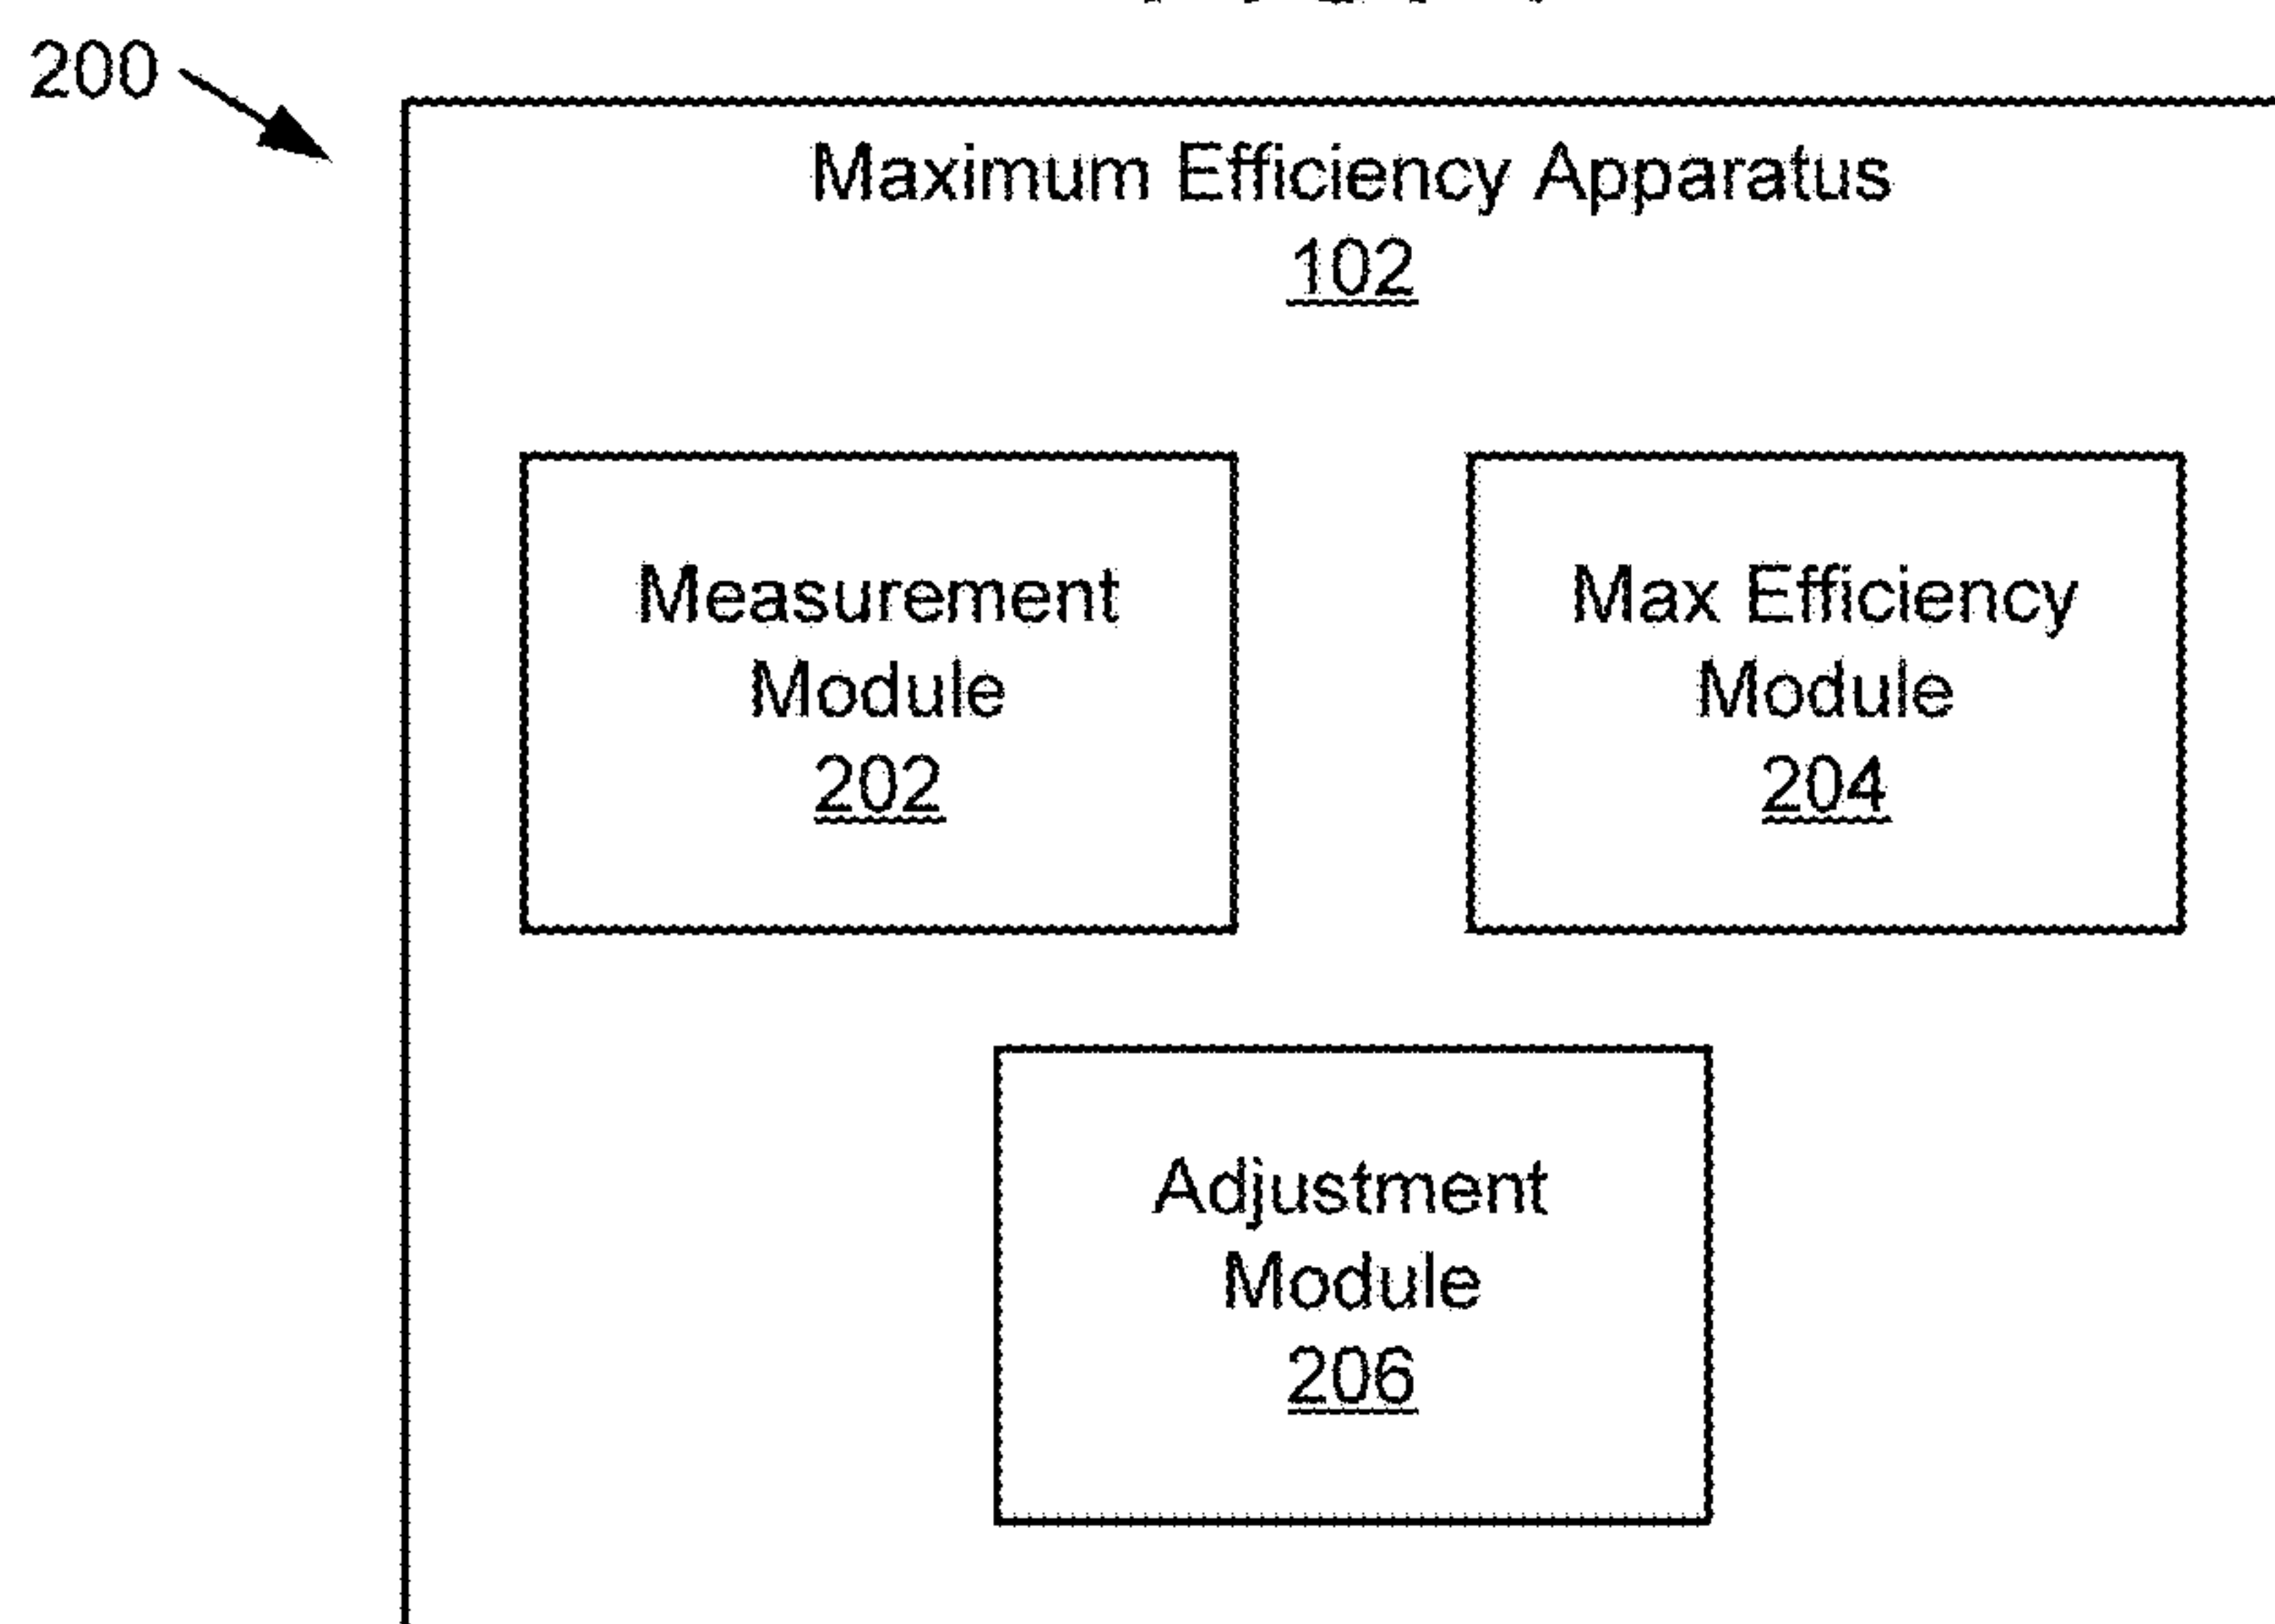 200
Maximum Efficiency Apparatus
102
Measurement
Module
202
Max Efficiency
Module
204
Adjustment
Module
206